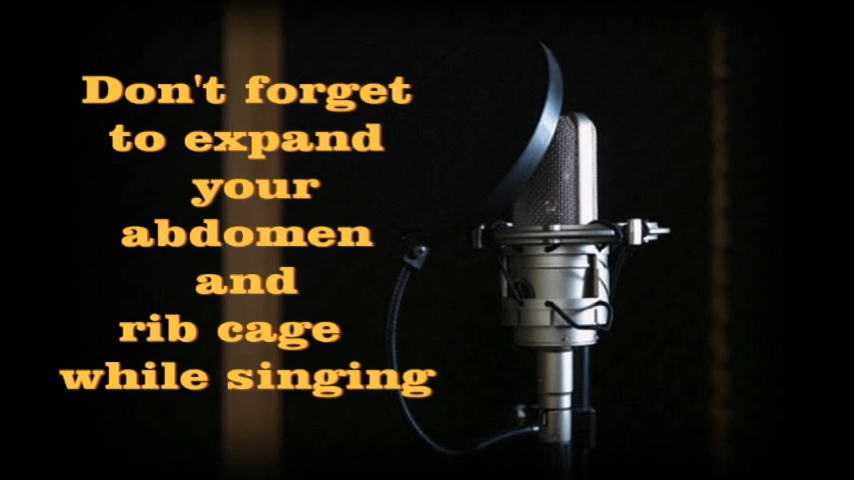 Don't forget
to expand
your
abdomen
and
rib cage
while singing